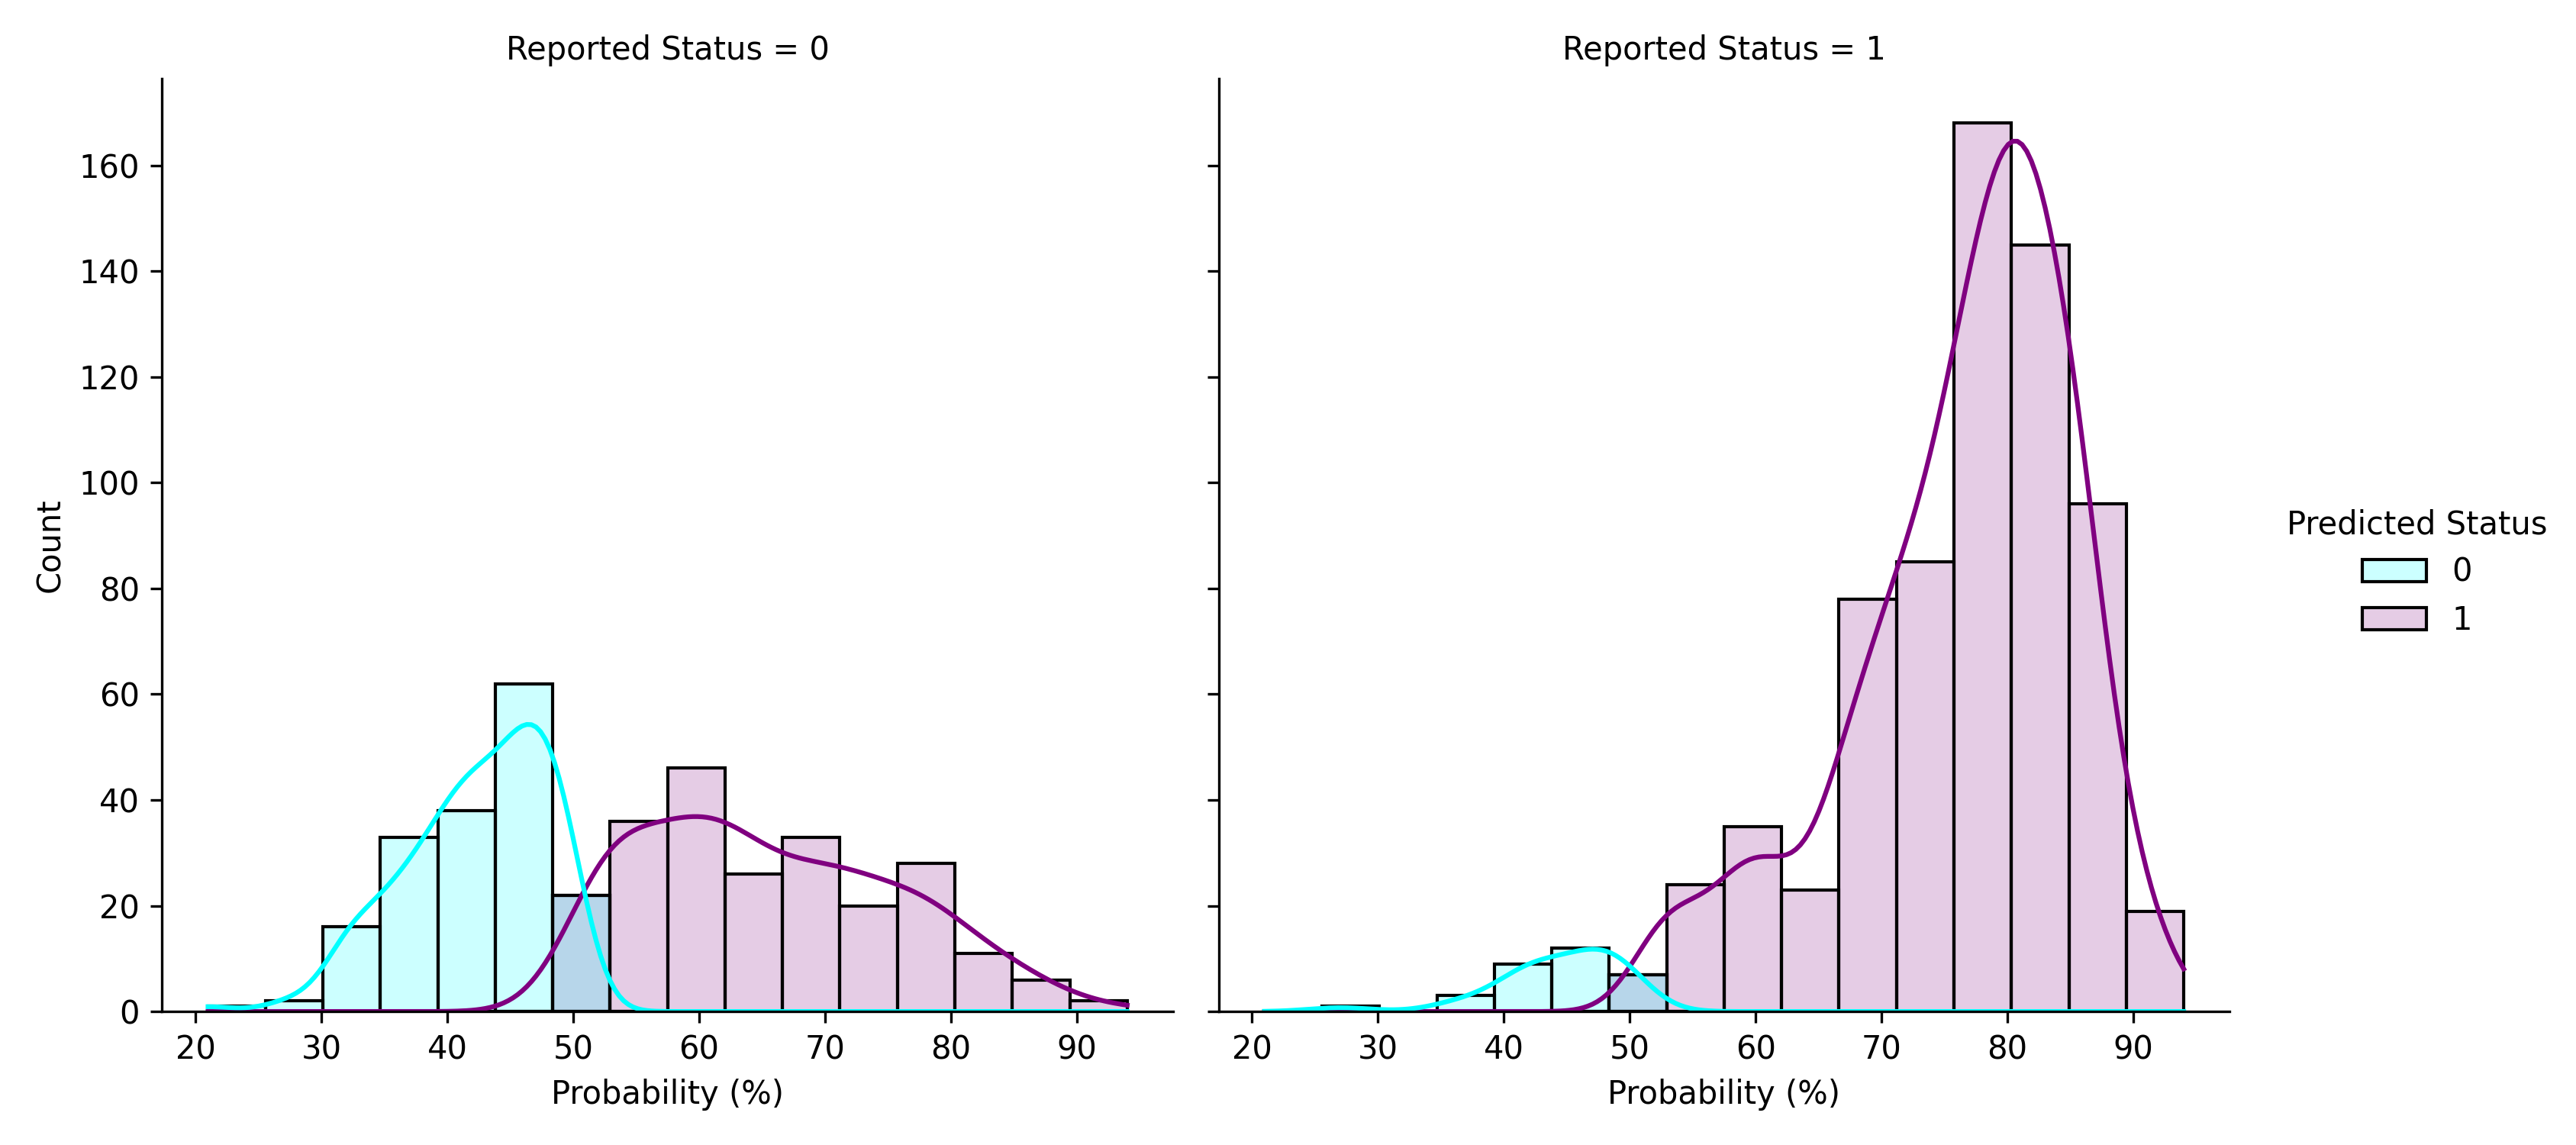 Reported Status = 0
Reported Status = 1
160
140
120
100
80
60
40
20
0
Count
20 30 40 50 60 70 80 90
20 30 40 50 60 70 80 90
Probability (%)
Probability (%)
Predicted Status
0
1